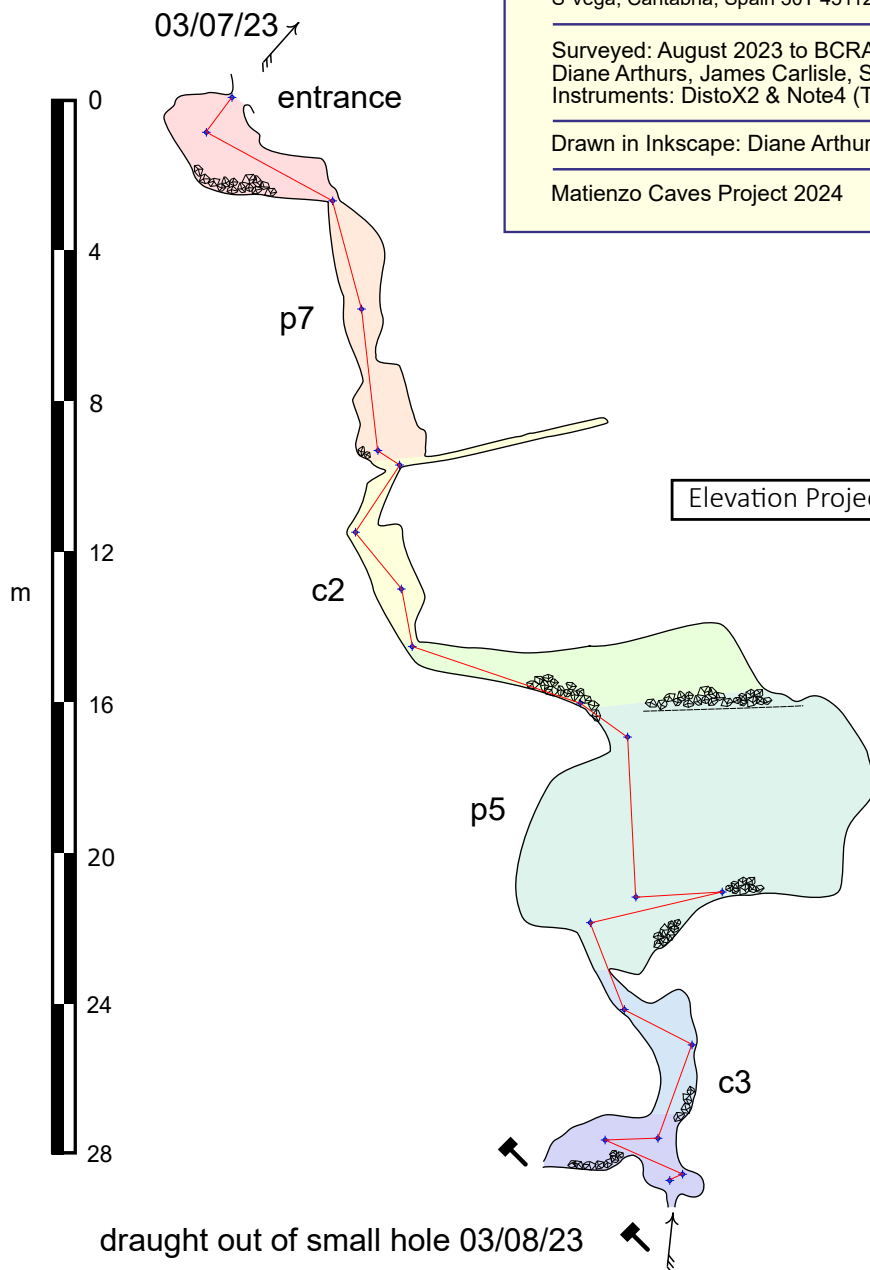 03/07/23
entrance
Surveyed: August 2023 to BCRA
Diane Arthurs, James Carlisle, S
Instruments: DistoX2 & Note4 (T
Drawn in Inkscape: Diane Arthur
Matienzo Caves Project 2024
0
4
p7
8
Elevation Projec
12
m
c2
16
p5
20
24
c3
28
draught out of small hole 03/08/23